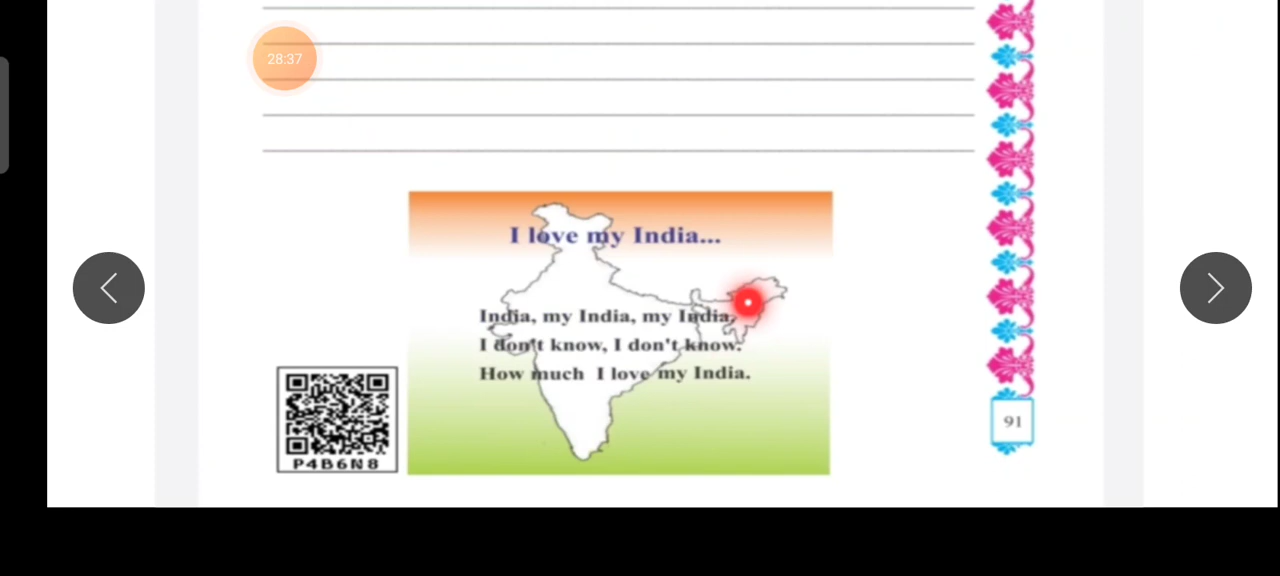 28:37
I love my India...
India, my India, my India,
I don't know, I don't know.
How much I love my India.
P4B6N8
91